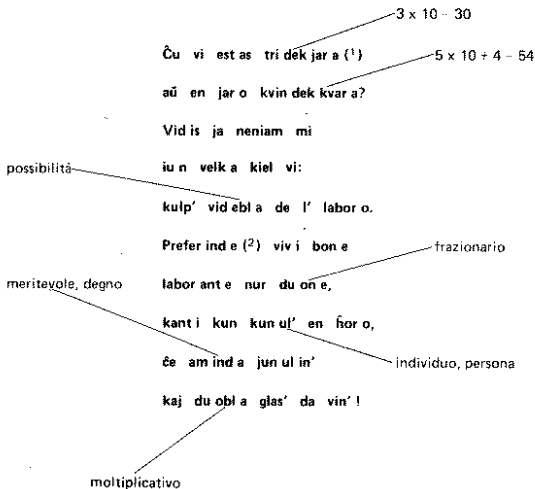 3 x 10 - 30
Ĉu vi est as tri dek jar a (¹)
5 x 10 + 4 - 54
aŭ en jar o kvin dek kvar a?
Vid is ja neniam mi
iu n velk a kiel vi:
possibilità
kulp' vid ebl a de l' labor o.
Prefer ind e (²) viv i bon e
frazionario
meritevole, degno
labor ant e nur du on e,
kant i kun kun ul' en ĥor o,
individuo, persona
ĉe am ind a jun ul in'
kaj du obl a glas' da vin' !
moltiplicativo